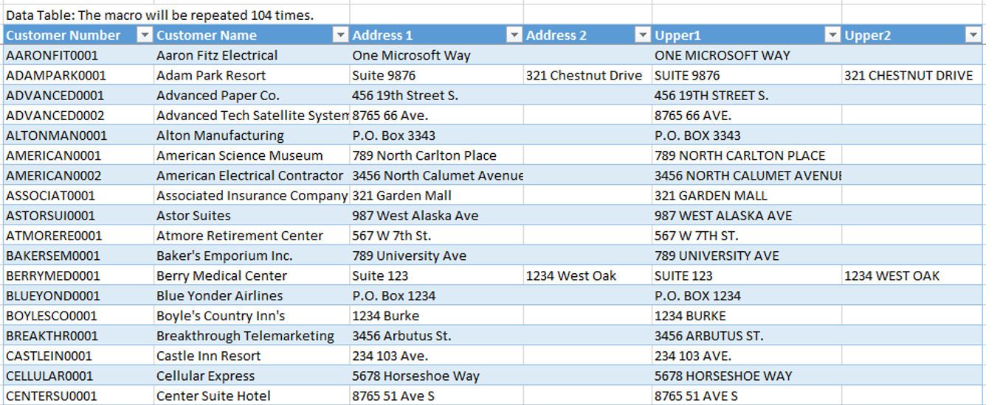 Data Table: The macro will be repeated 104 times.
Customer Number Customer Name Address 1 Address 2 Upper1 Upper2
AARONFIT0001 Aaron Fitz Electrical One Microsoft Way ONE MICROSOFT WAY
ADAMPARK0001 Adam Park Resort Suite 9876 321 Chestnut Drive SUITE 9876 321 CHESTNUT DRIVE
ADVANCED0001 Advanced Paper Co. 456 19th Street S. 456 19TH STREET S.
ADVANCED0002 Advanced Tech Satellite System 8765 66 Ave. 8765 66 AVE.
ALTONMAN0001 Alton Manufacturing P.O. Box 3343 P.O. BOX 3343
AMERICAN0001 American Science Museum 789 North Carlton Place 789 NORTH CARLTON PLACE
AMERICAN0002 American Electrical Contractor 3456 North Calumet Avenue 3456 NORTH CALUMET AVENUE
ASSOCIAT0001 Associated Insurance Company 321 Garden Mall 321 GARDEN MALL
ASTORSUI0001 Astor Suites 987 West Alaska Ave 987 WEST ALASKA AVE
ATMORERE0001 Atmore Retirement Center 567 W 7th St. 567 W 7TH ST.
BAKERSEM0001 Baker's Emporium Inc. 789 University Ave 789 UNIVERSITY AVE
BERRYMED0001 Berry Medical Center Suite 123 1234 West Oak SUITE 123 1234 WEST OAK
BLUEYOND0001 Blue Yonder Airlines P.O. Box 1234 P.O. BOX 1234
BOYLESCO0001 Boyle's Country Inn's 1234 Burke 1234 BURKE
BREAKTHR0001 Breakthrough Telemarketing 3456 Arbutus St. 3456 ARBUTUS ST.
CASTLEIN0001 Castle Inn Resort 234 103 Ave. 234 103 AVE.
CELLULAR0001 Cellular Express 5678 Horseshoe Way 5678 HORSESHOE WAY
CENTERSU0001 Center Suite Hotel 8765 51 Ave S 8765 51 AVE S